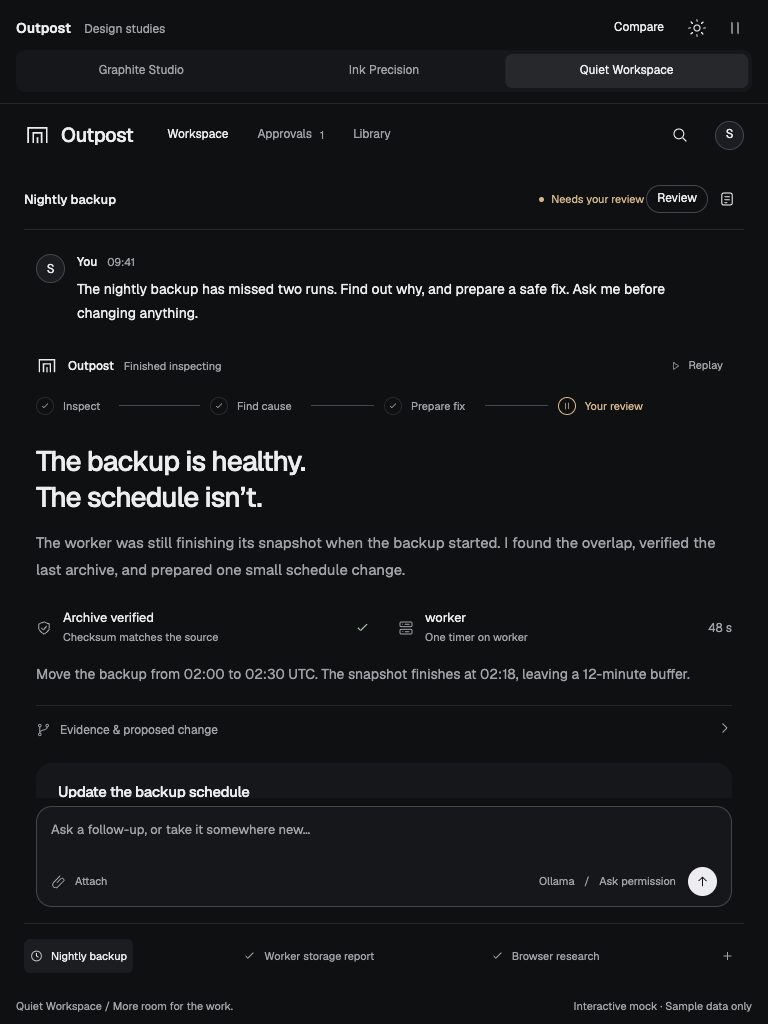 Outpost Design studies Compare
Graphite Studio Ink Precision Quiet Workspace
Outpost Workspace Approvals 1 Library S
Nightly backup Needs your review Review
S You 09:41
The nightly backup has missed two runs. Find out why, and prepare a safe fix. Ask me before
changing anything.
Outpost Finished inspecting Replay
Inspect Find cause Prepare fix Your review
The backup is healthy.
The schedule isn’t.
The worker was still finishing its snapshot when the backup started. I found the overlap, verified the
last archive, and prepared one small schedule change.
Archive verified worker
Checksum matches the source One timer on worker 48 s
Move the backup from 02:00 to 02:30 UTC. The snapshot finishes at 02:18, leaving a 12-minute buffer.
Evidence & proposed change
Update the backup schedule
Ask a follow-up, or take it somewhere new...
Attach Ollama / Ask permission
Nightly backup Worker storage report Browser research
Quiet Workspace / More room for the work. Interactive mock · Sample data only